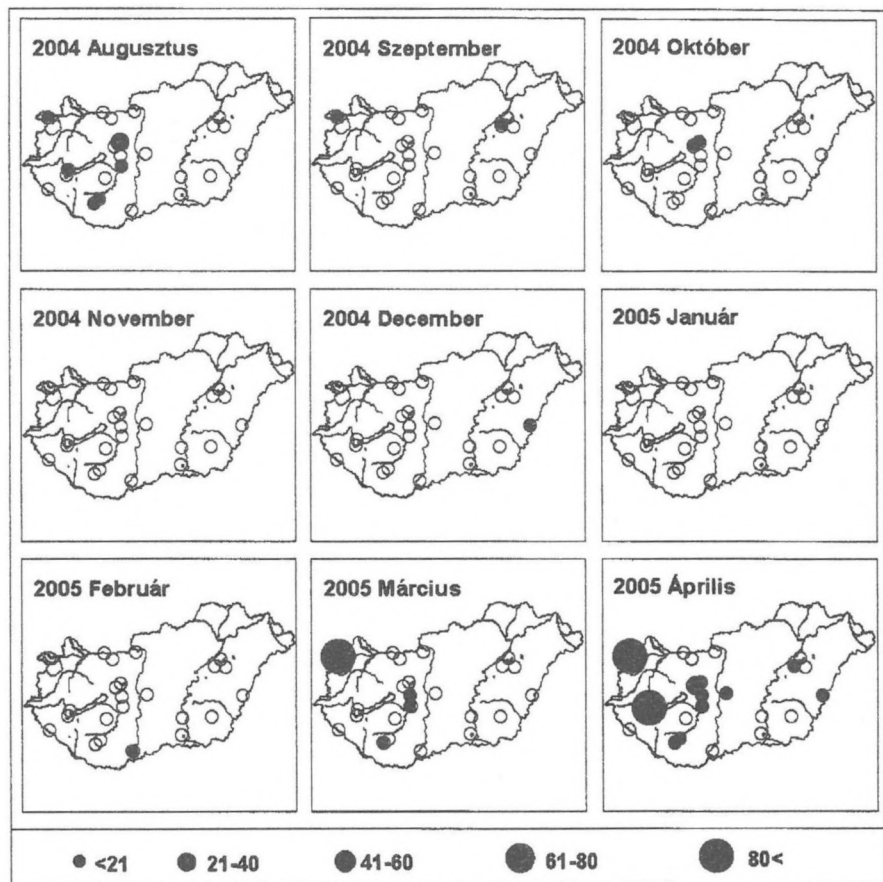 2004 Augusztus
2004 Szeptember
2004 Október
2004 November
2004 December
2005 Január
2005 Február
2005 Március
2005 Április
<21
21-40
41-60
61-80
80<